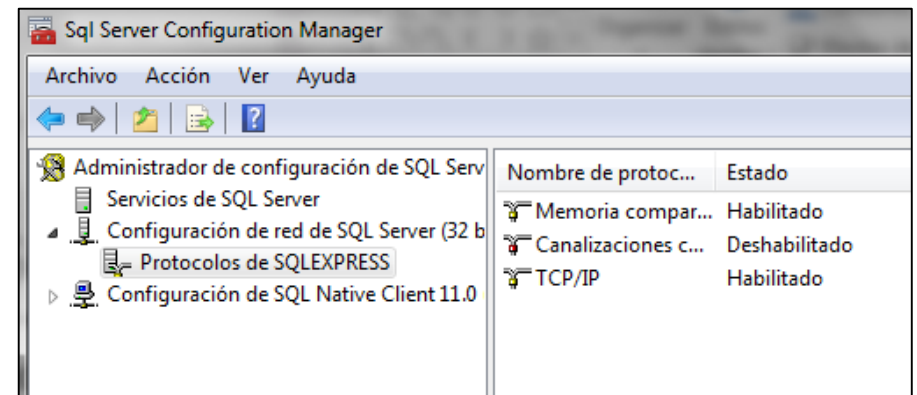 Sql Server Configuration Manager
Archivo Acción Ver Ayuda
Administrador de configuración de SQL Serv
Servicios de SQL Server
Configuración de red de SQL Server (32 b
Protocolos de SQLEXPRESS
Configuración de SQL Native Client 11.0
Nombre de protoc... Estado
Memoria compar... Habilitado
Canalizaciones c... Deshabilitado
TCP/IP Habilitado